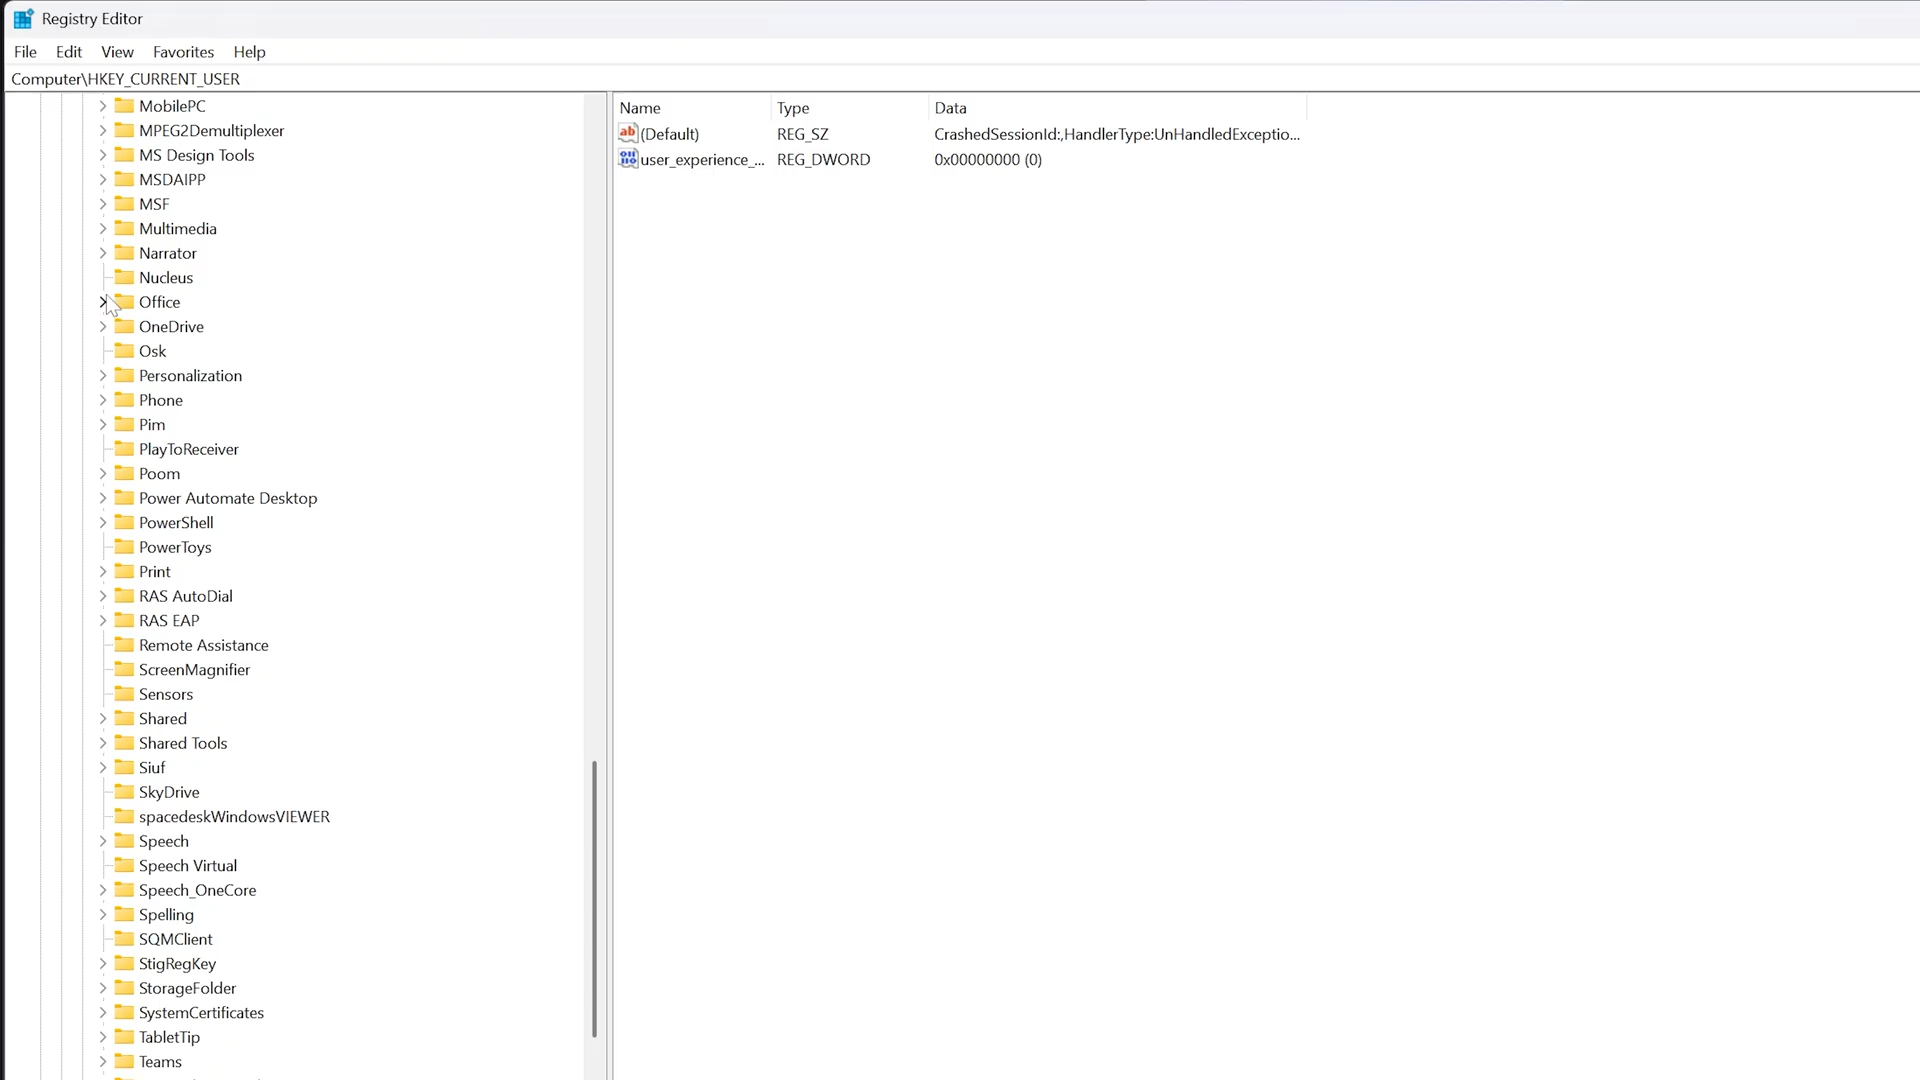 Registry Editor
File Edit View Favorites Help
Computer\HKEY_CURRENT_USER
MobilePC
MPEG2Demultiplexer
MS Design Tools
MSDAIPP
MSF
Multimedia
Narrator
Nucleus
Office
OneDrive
Osk
Personalization
Phone
Pim
PlayToReceiver
Poom
Power Automate Desktop
PowerShell
PowerToys
Print
RAS AutoDial
RAS EAP
Remote Assistance
ScreenMagnifier
Sensors
Shared
Shared Tools
Siuf
SkyDrive
spacedeskWindowsVIEWER
Speech
Speech Virtual
Speech_OneCore
Spelling
SQMClient
StigRegKey
StorageFolder
SystemCertificates
TabletTip
Teams
Name Type Data
(Default) REG_SZ CrashedSessionId:,HandlerType:UnHandledExceptio...
user_experience_... REG_DWORD 0x00000000 (0)